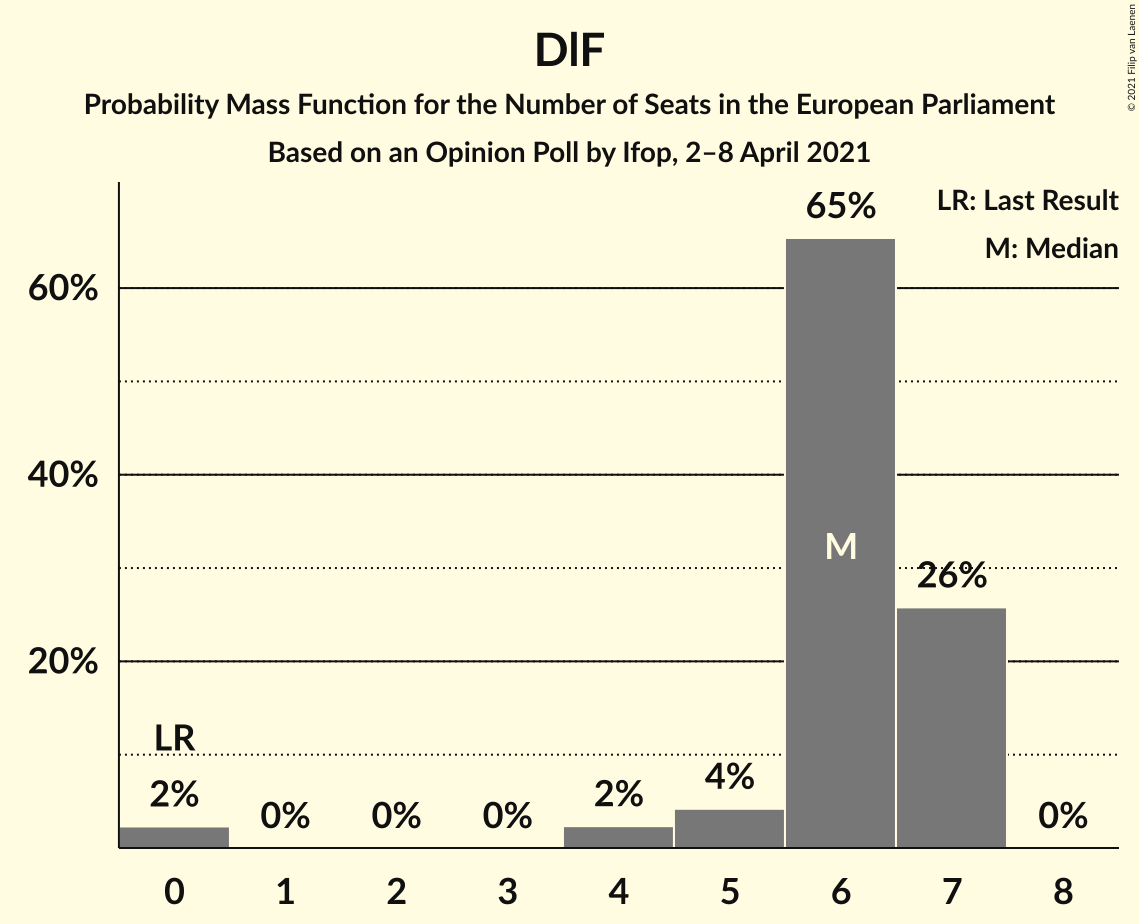 DlF
Probability Mass Function for the Number of Seats in the European Parliament
Based on an Opinion Poll by Ifop, 2–8 April 2021
© 2021 Filip van Laenen
LR: Last Result
M: Median
65%
60%
40%
M
26%
20%
LR
2%
0%
0%
0%
2%
4%
0%
0 1 2 3 4 5 6 7 8